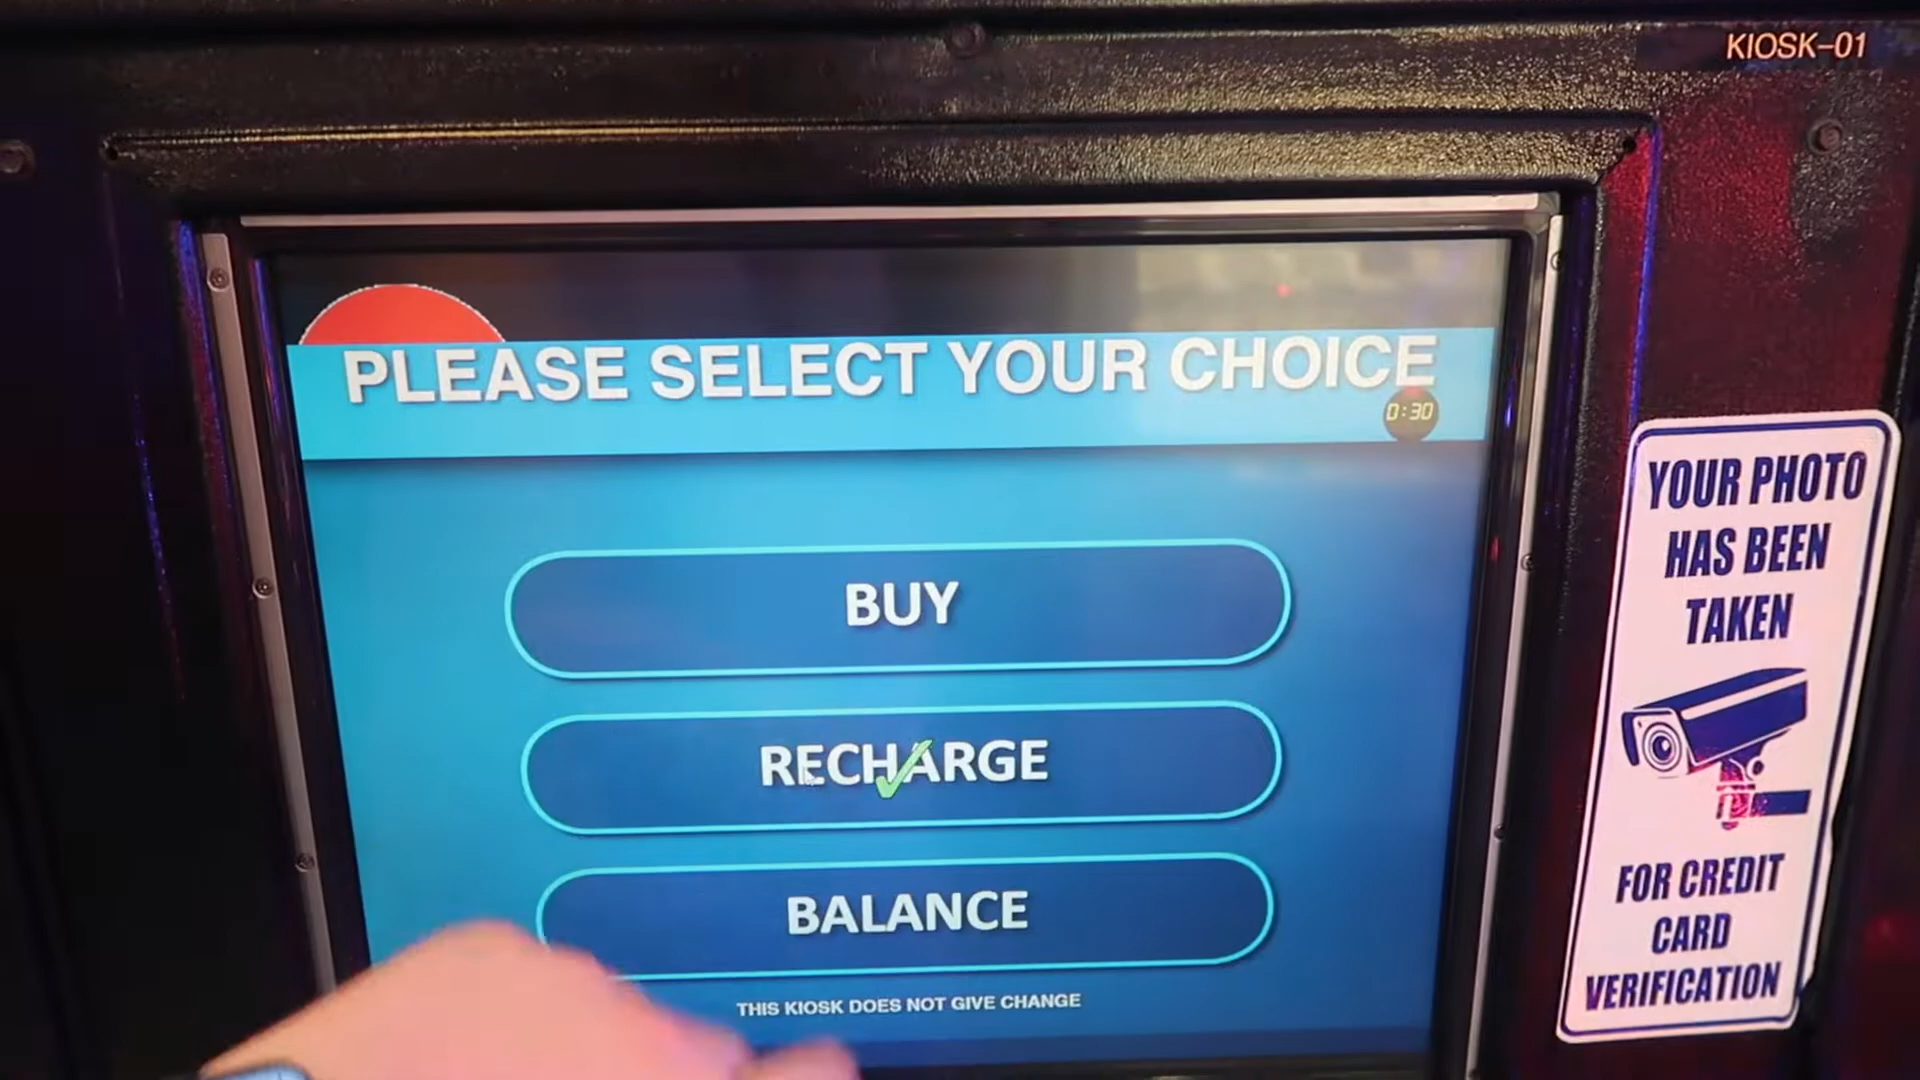 KIOSK-01
PLEASE SELECT YOUR CHOICE
0:30
BUY
RECHARGE
BALANCE
THIS KIOSK DOES NOT GIVE CHANGE
YOUR PHOTO
HAS BEEN
TAKEN
FOR CREDIT
CARD
VERIFICATION